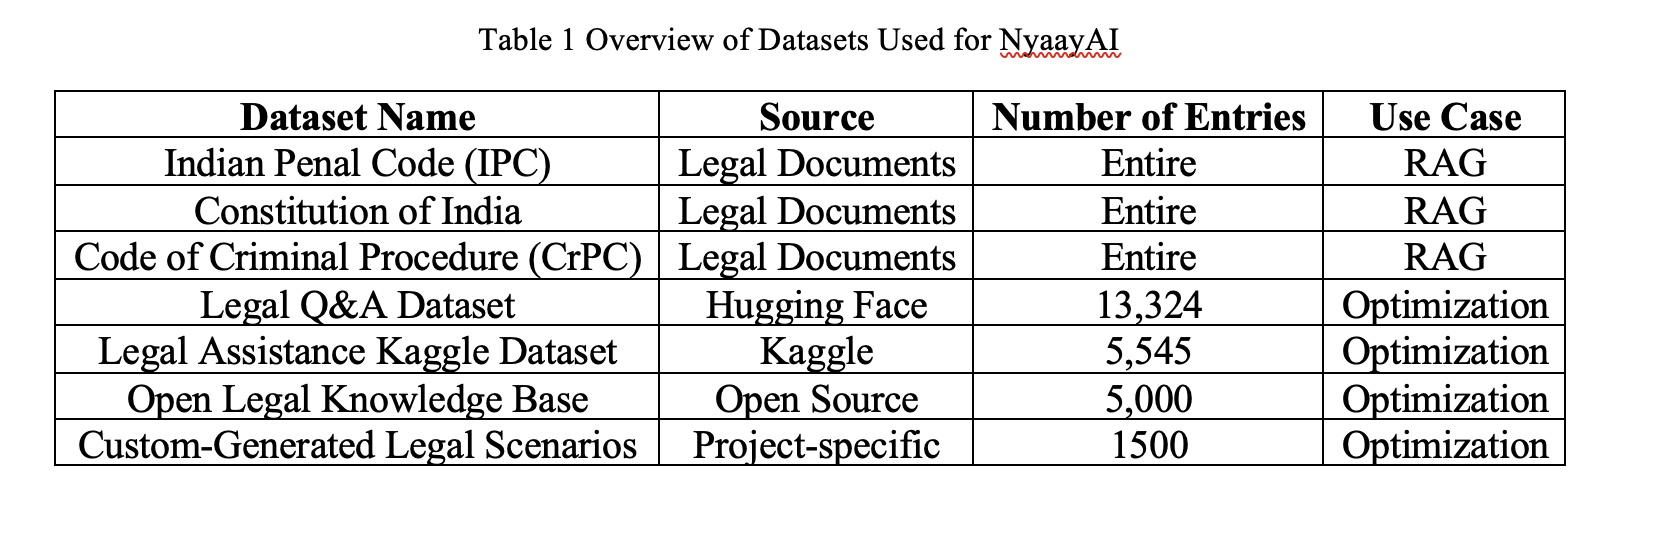 Table 1 Overview of Datasets Used for NyaayAI
Dataset Name Source Number of Entries Use Case
Indian Penal Code (IPC) Legal Documents Entire RAG
Constitution of India Legal Documents Entire RAG
Code of Criminal Procedure (CrPC) Legal Documents Entire RAG
Legal Q&A Dataset Hugging Face 13,324 Optimization
Legal Assistance Kaggle Dataset Kaggle 5,545 Optimization
Open Legal Knowledge Base Open Source 5,000 Optimization
Custom-Generated Legal Scenarios Project-specific 1500 Optimization